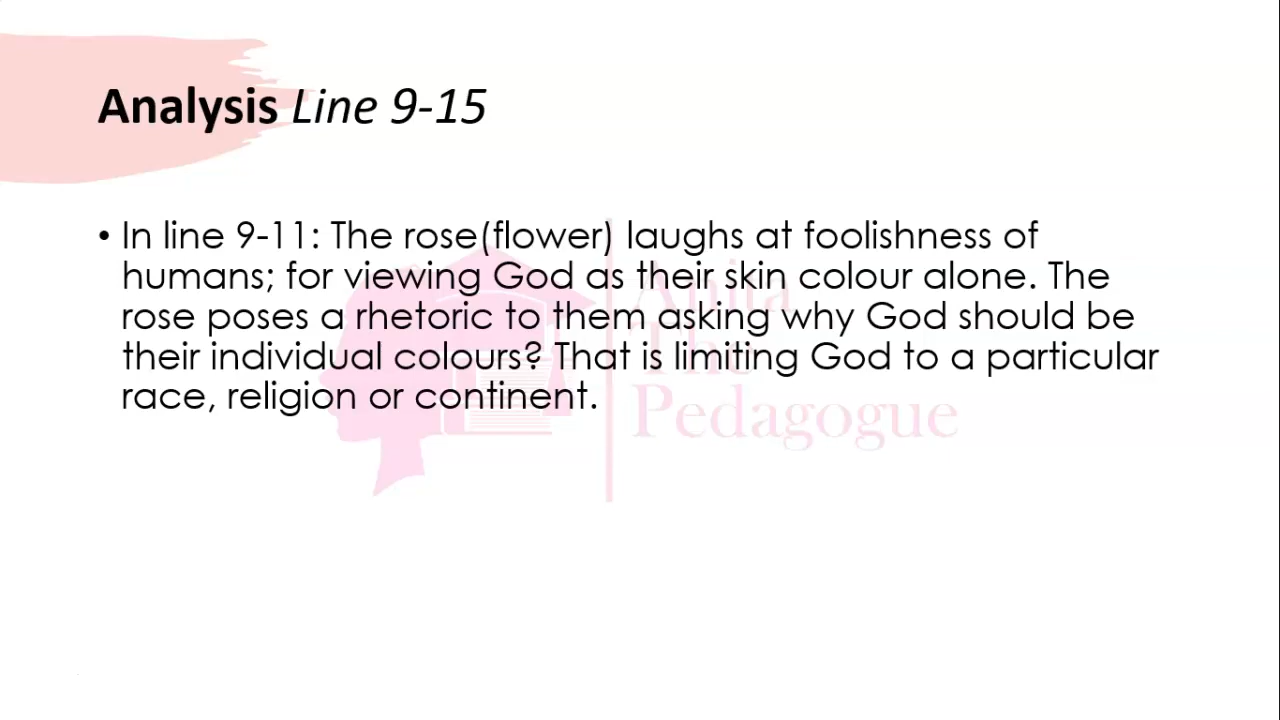 Analysis Line 9-15
• In line 9-11: The rose(flower) laughs at foolishness of
humans; for viewing God as their skin colour alone. The
rose poses a rhetoric to them asking why God should be
their individual colours? That is limiting God to a particular
race, religion or continent.
Anita
The
Pedagogue